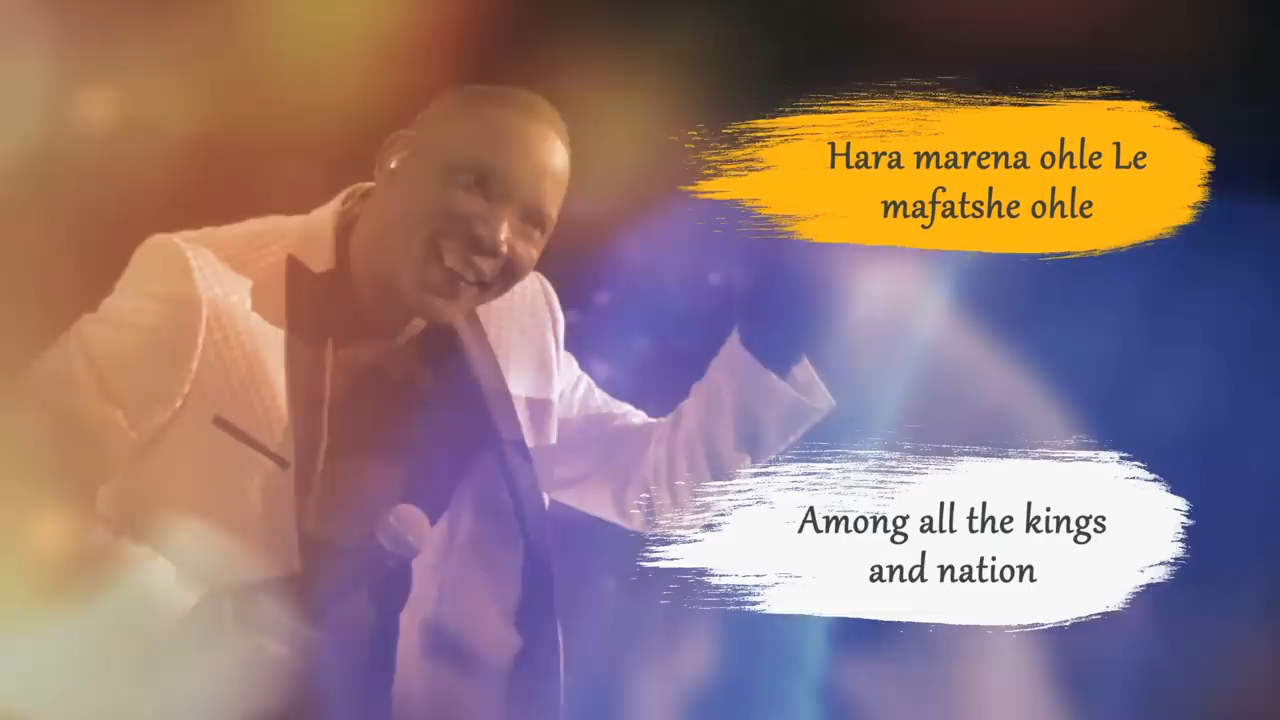 Hara marena ohle Le
mafatshe ohle
Among all the kings
and nation